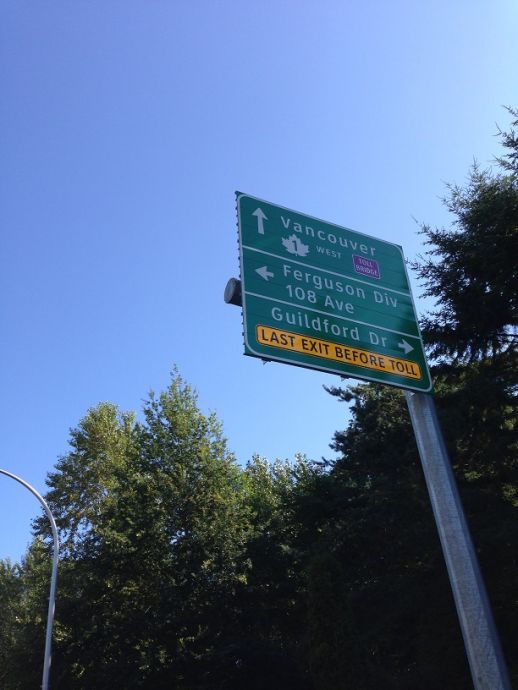 Vancouver
1 WEST
TOLL
BRIDGE
Ferguson Div
108 Ave
Guildford Dr
LAST EXIT BEFORE TOLL